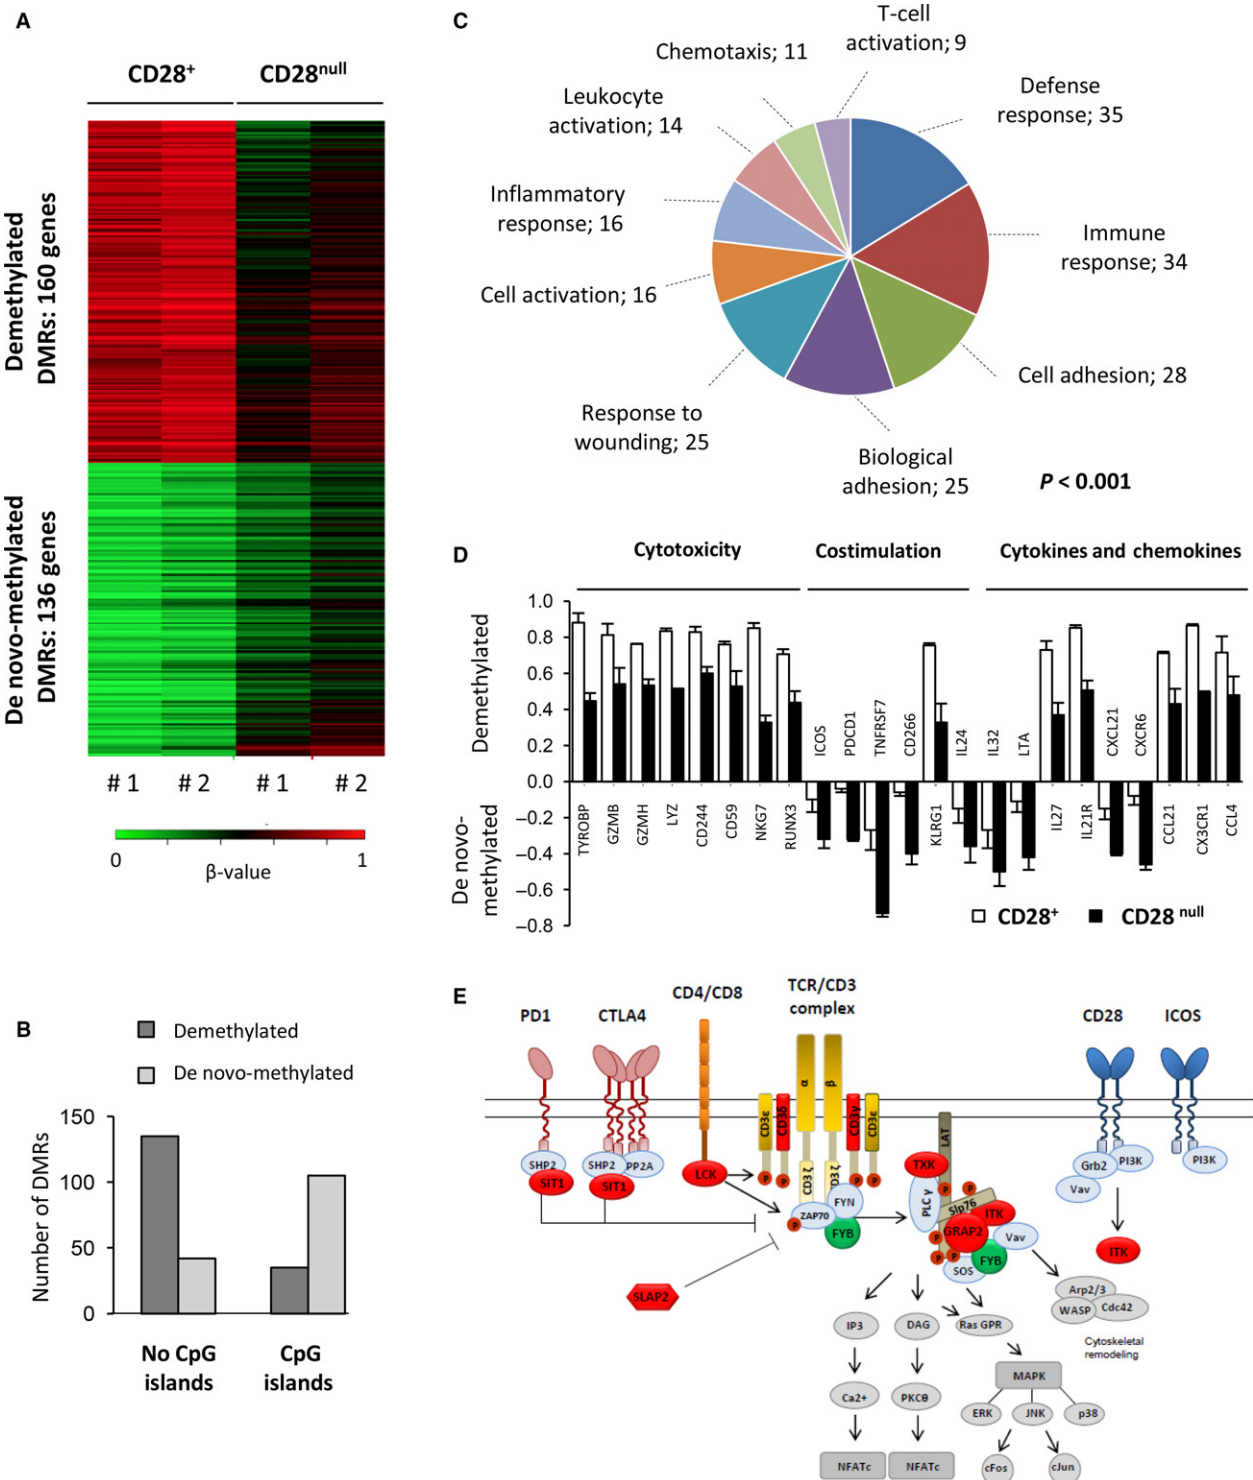 A
CD28+
CD28null
Demethylated
DMRs: 160 genes
De novo-methylated
DMRs: 136 genes
# 1
# 2
# 1
# 2
0
1
β-value
B
Demethylated
De novo-methylated
Number of DMRs
150
100
50
0
No CpG
islands
CpG
islands
C
T-cell
activation; 9
Chemotaxis; 11
Leukocyte
activation; 14
Inflammatory
response; 16
Cell activation; 16
Response to
wounding; 25
Biological
adhesion; 25
Cell adhesion; 28
Immune
response; 34
Defense
response; 35
P < 0.001
D
Cytotoxicity
Costimulation
Cytokines and chemokines
Demethylated
De novo-
methylated
1.0
0.8
0.6
0.4
0.2
0.0
–0.2
–0.4
–0.6
–0.8
TYROBP
GZMB
GZMH
LYZ
CD244
CD59
NKG7
RUNX3
ICOS
PDCD1
TNFRSF7
CD266
KLRG1
IL24
IL32
LTA
IL27
IL21R
CXCL21
CXCR6
CCL21
CX3CR1
CCL4
CD28+
CD28 null
E
PD1
CTLA4
CD4/CD8
TCR/CD3
complex
CD28
ICOS
α
β
CD3ε
CD3δ
CD3γ
CD3ε
LAT
SHP2
SIT1
SHP2
PP2A
SIT1
LCK
P
P
P
P
CD3 ζ
D3 ζ
FYN
ZAP70
P
FYB
TXK
PLC γ
P
P
Slp76
ITK
GRAP2
P
P
P
Vav
FYB
SOS
Grb2
PI3K
Vav
PI3K
ITK
SLAP2
Arp2/3
WASP
Cdc42
Cytoskeletal
remodeling
IP3
DAG
Ras GPR
Ca2+
PKCθ
MAPK
ERK
JNK
p38
NFATc
NFATc
cFos
cJun